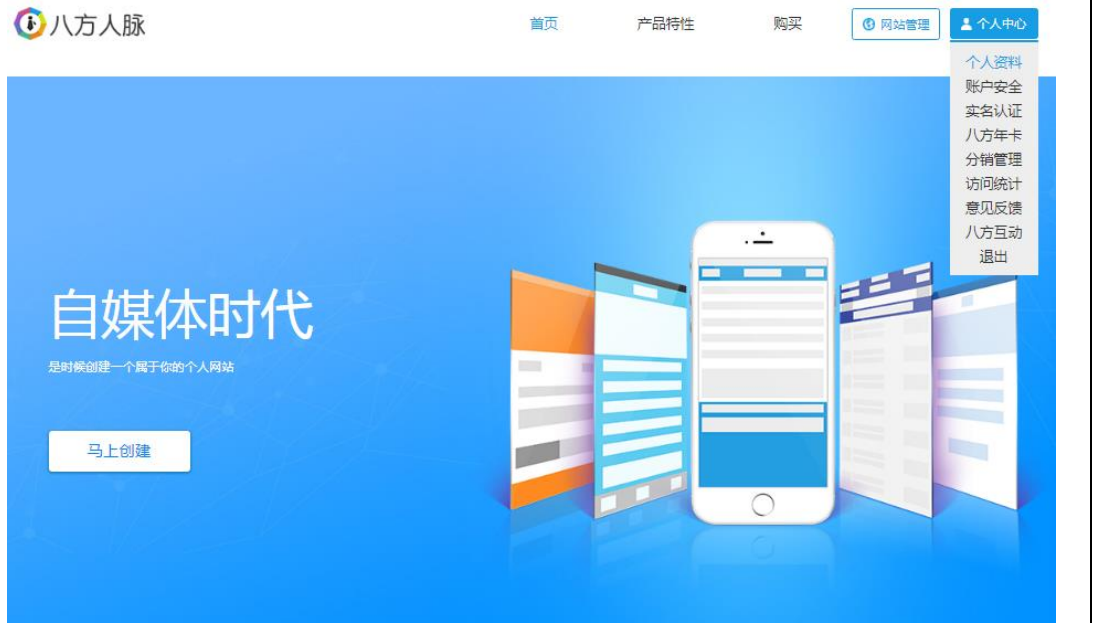 八方人脉
首页
产品特性
购买
网站管理
个人中心
个人资料
账户安全
实名认证
八方年卡
分销管理
访问统计
意见反馈
八方互动
退出
自媒体时代
是时候创建一个属于你的个人网站
马上创建